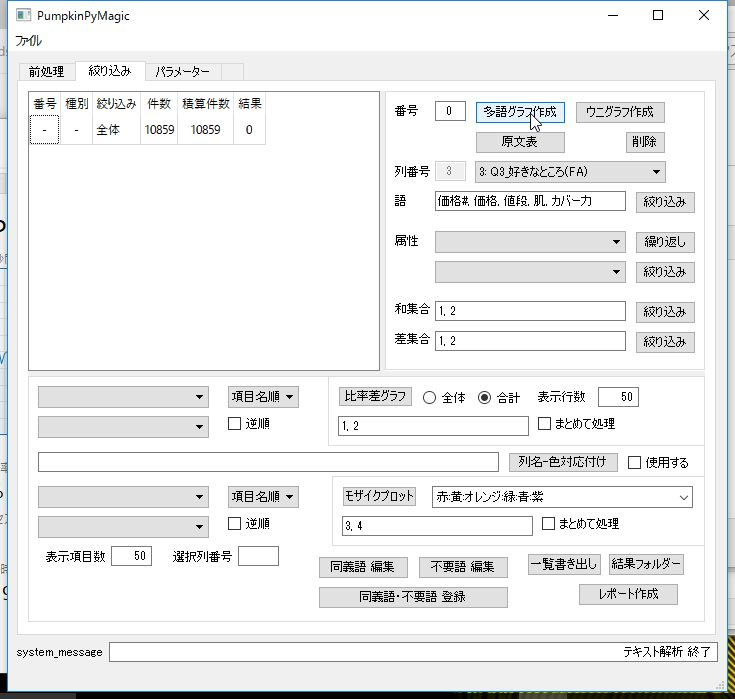 PumpkinPyMagic
ファイル
前処理 絞り込み パラメーター
番号 種別 絞り込み 件数 積算件数 結果
- - 全体 10859 10859 0
番号 0 多語グラフ作成 ウニグラフ作成
原文表 削除
列番号 3 3: Q3_好きなところ(FA)
語 価格#, 価格, 値段, 肌, カバー力 絞り込み
属性 繰り返し
絞り込み
和集合 1, 2 絞り込み
差集合 1, 2 絞り込み
項目名順 比率差グラフ 全体 合計 表示行数 50
逆順 1, 2 まとめて処理
列名-色対応付け 使用する
項目名順 モザイクプロット 赤:黄:オレンジ:緑:青:紫
逆順 3, 4 まとめて処理
表示項目数 50 選択列番号
同義語 編集 不要語 編集 一覧書き出し 結果フォルダー
同義語・不要語 登録 レポート作成
system_message テキスト解析 終了